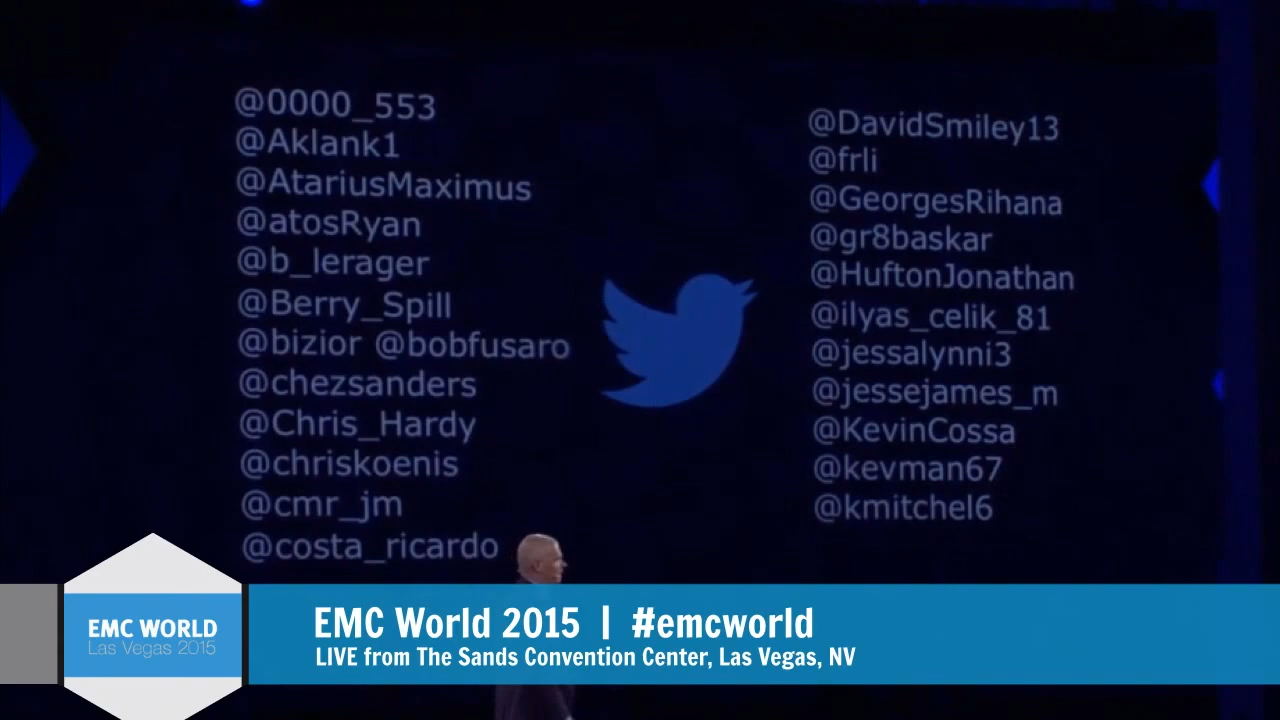 @0000_553
@Aklank1
@AtariusMaximus
@atosRyan
@b_lerager
@Berry_Spill
@bizior @bobfusaro
@chezsanders
@Chris_Hardy
@chriskoenis
@cmr_jm
@costa_ricardo
@DavidSmiley13
@frli
@GeorgesRihana
@gr8baskar
@HuftonJonathan
@ilyas_celik_81
@jessalynni3
@jessejames_m
@KevinCossa
@kevman67
@kmitchel6
EMC WORLD
Las Vegas 2015
EMC World 2015 | #emcworld
LIVE from The Sands Convention Center, Las Vegas, NV